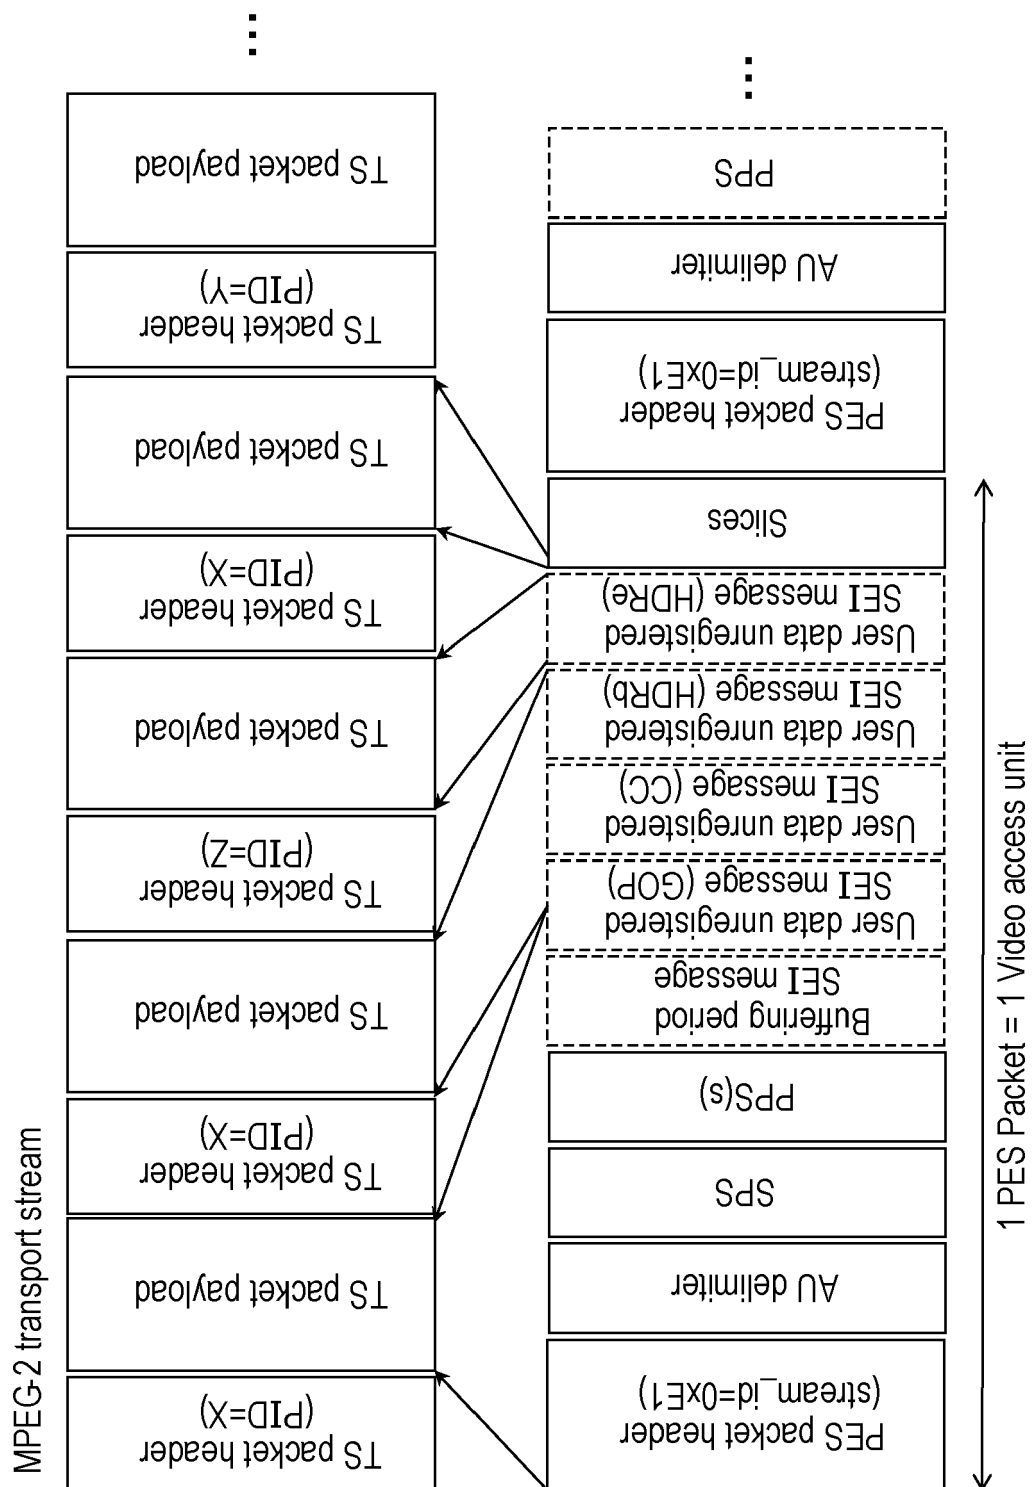 MPEG-2 transport stream
TS packet header
(PID=X)
TS packet payload
TS packet header
(PID=X)
TS packet payload
TS packet header
(PID=Z)
TS packet payload
TS packet header
(PID=X)
TS packet payload
TS packet header
(PID=Y)
TS packet payload
...
PES packet header
(stream_id=0xE1)
AU delimiter
SPS
PPS(s)
Buffering period
SEI message
User data unregistered
SEI message (GOP)
User data unregistered
SEI message (CC)
User data unregistered
SEI message (HDRb)
User data unregistered
SEI message (HDRe)
Slices
PES packet header
(stream_id=0xE1)
AU delimiter
PPS
...
1 PES Packet = 1 Video access unit